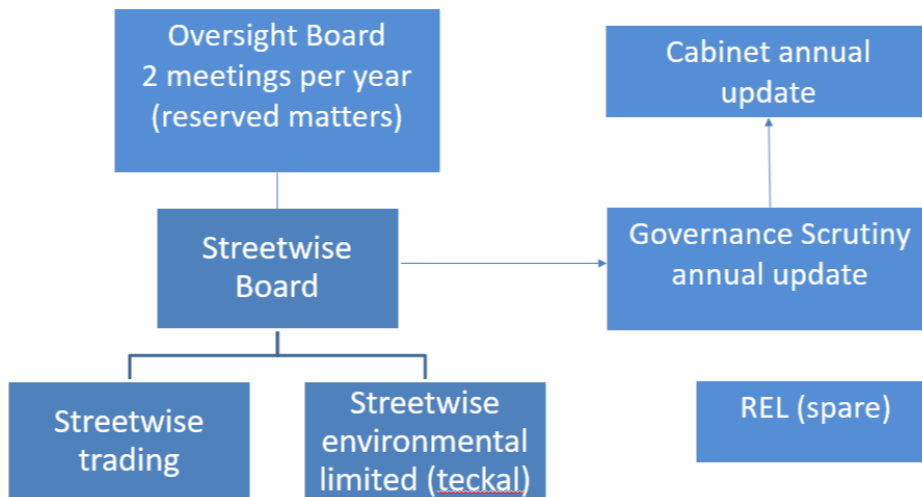 Oversight Board
2 meetings per year
(reserved matters)
Cabinet annual
update
Streetwise
Board
Governance Scrutiny
annual update
Streetwise
trading
Streetwise
environmental
limited (teckal)
REL (spare)